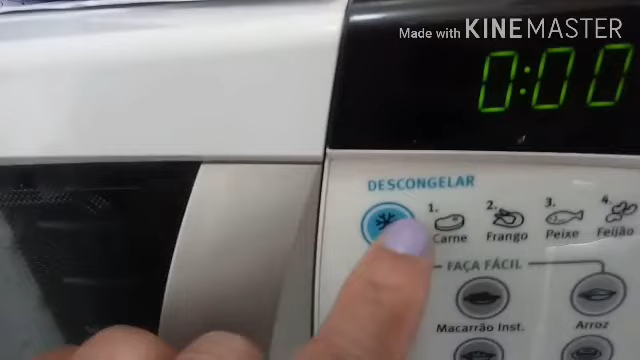 Made with KINEMASTER
0:00
DESCONGELAR
1. 2. 3. 4.
Carne Frango Peixe Feijão
FAÇA FÁCIL
Macarrão Inst. Arroz